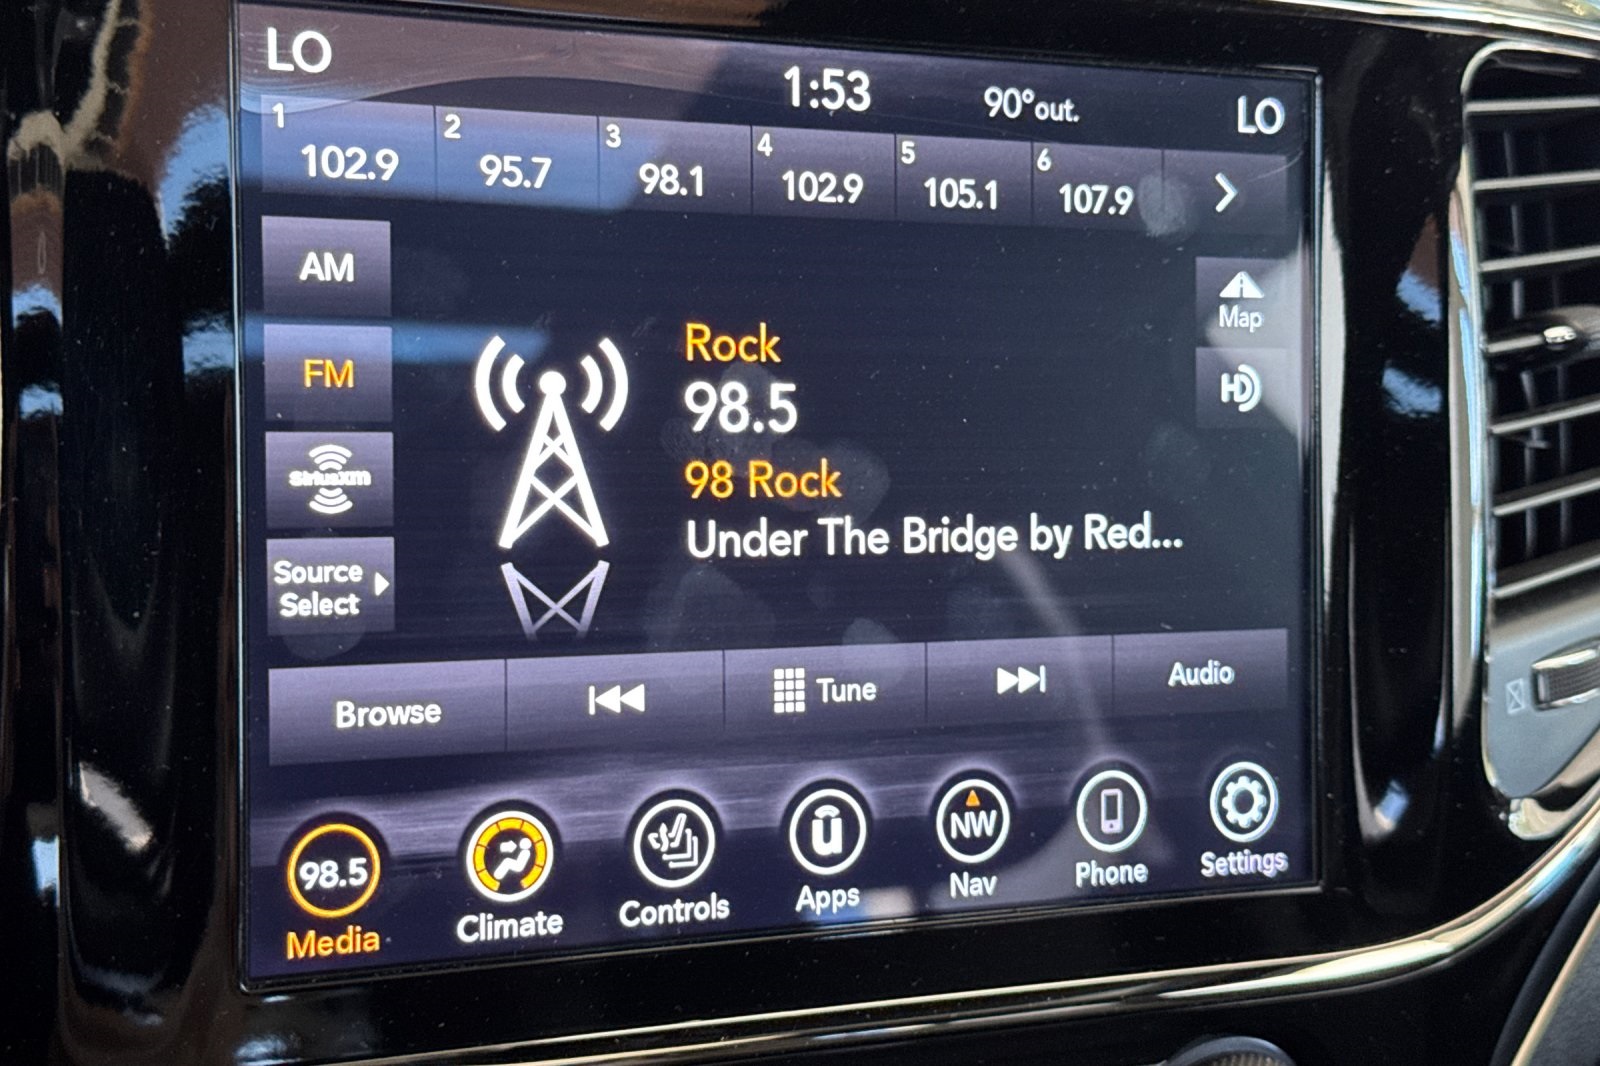 LO
1:53
90° out.
LO
1 102.9
2 95.7
3 98.1
4 102.9
5 105.1
6 107.9
AM
FM
SiriusXM
Source
Select
Rock
98.5
98 Rock
Under The Bridge by Red...
Map
HD
Browse
Tune
Audio
98.5
Media
Climate
Controls
u
Apps
NW
Nav
Phone
Settings